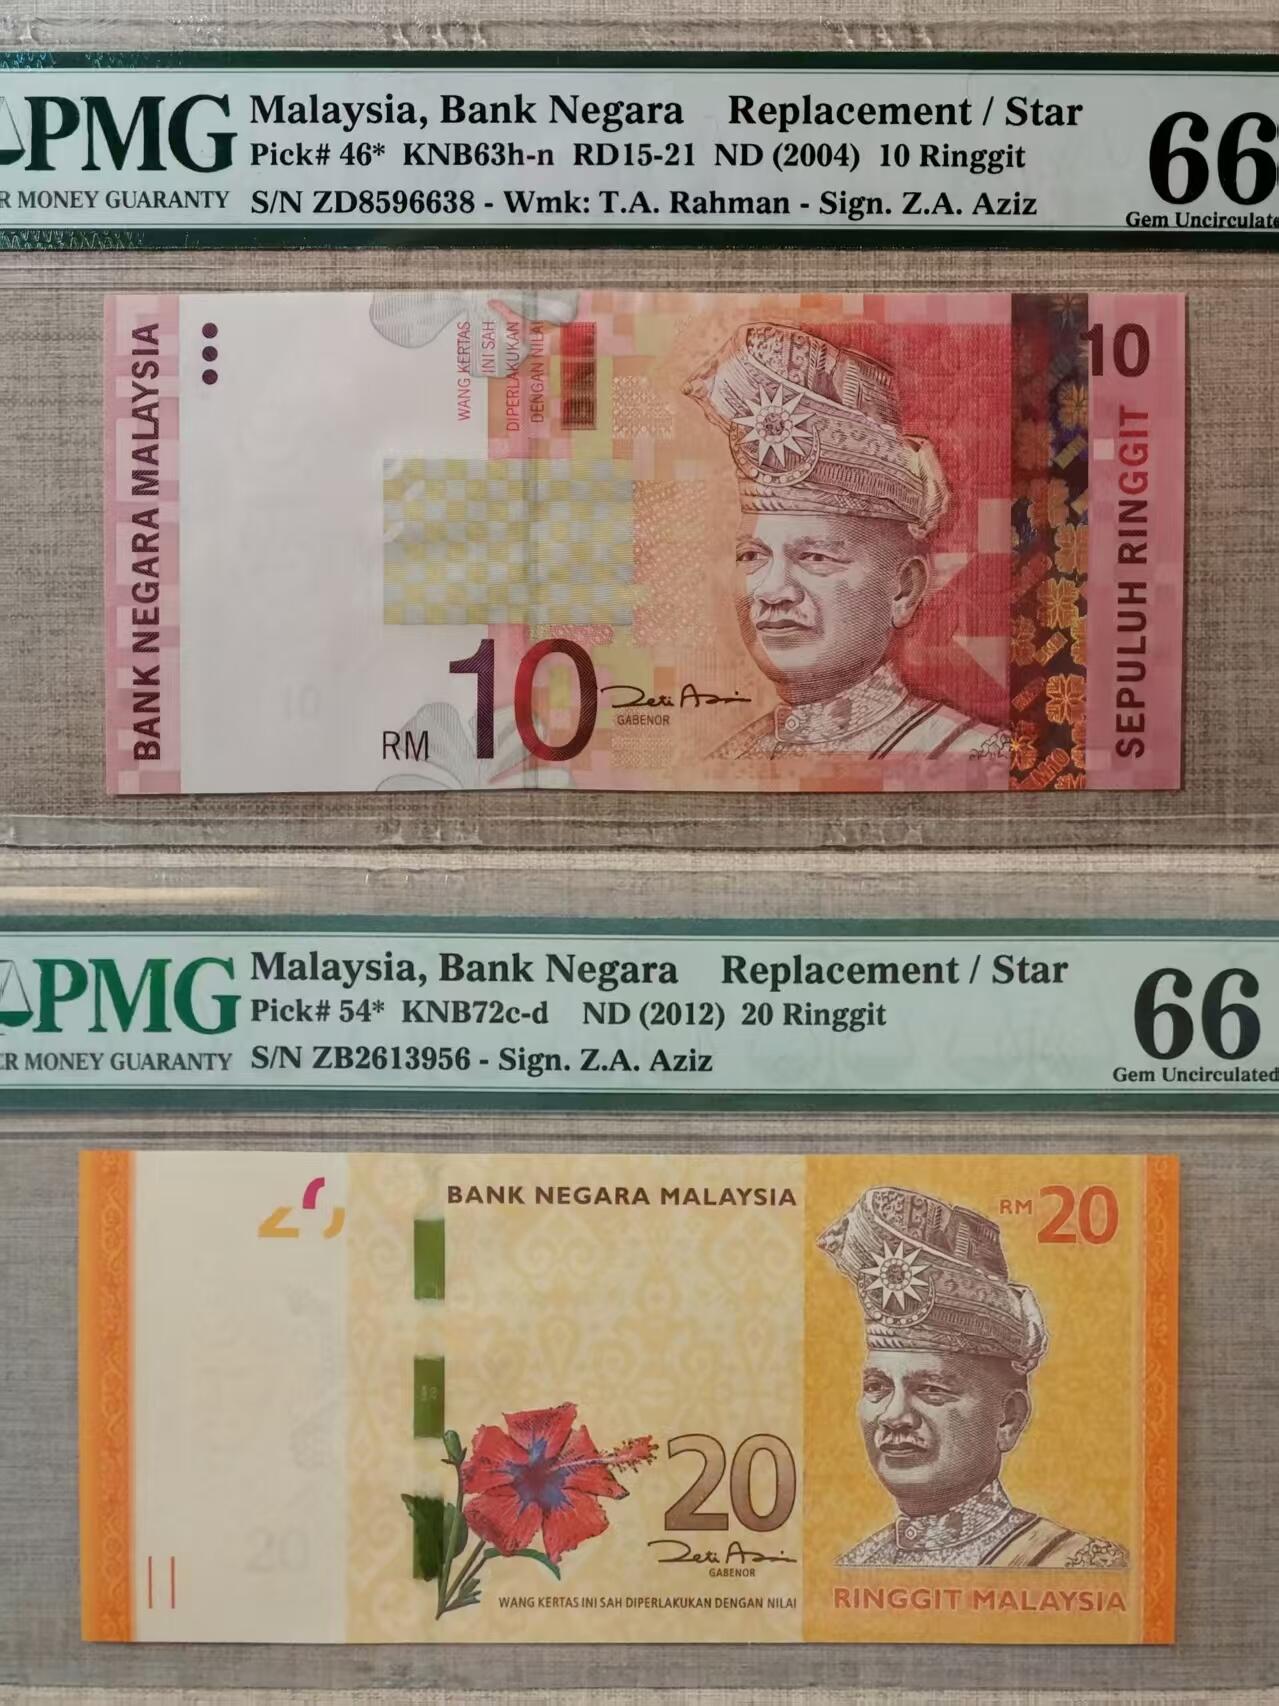 PMG
Malaysia, Bank Negara Replacement / Star
Pick# 46* KNB63h-n RD15-21 ND (2004) 10 Ringgit
MONEY GUARANTY
S/N ZD8596638 - Wmk: T.A. Rahman - Sign. Z.A. Aziz
66
Gem Uncirculate
BANK NEGARA MALAYSIA
WANG KERTAS
INI SAH
DIPERLAKUKAN
DENGAN NILAI
10
RM 10
GABENOR
10
SEPULUH RINGGIT
PMG
Malaysia, Bank Negara Replacement / Star
Pick# 54* KNB72c-d ND (2012) 20 Ringgit
MONEY GUARANTY
S/N ZB2613956 - Sign. Z.A. Aziz
66
Gem Uncirculated
BANK NEGARA MALAYSIA
RM 20
20
20
GABENOR
WANG KERTAS INI SAH DIPERLAKUKAN DENGAN NILAI
RINGGIT MALAYSIA